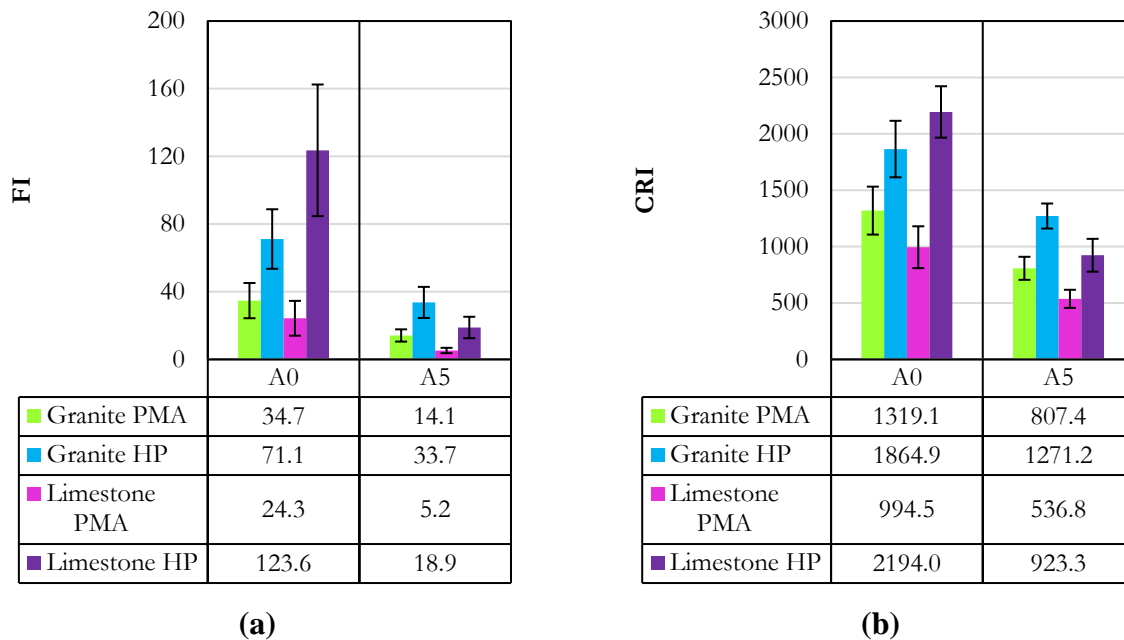 200
160
120
80
40
0
FI
A0 A5
Granite PMA 34.7 14.1
Granite HP 71.1 33.7
Limestone
PMA 24.3 5.2
Limestone HP 123.6 18.9
(a)
3000
2500
2000
1500
1000
500
0
CRI
A0 A5
Granite PMA 1319.1 807.4
Granite HP 1864.9 1271.2
Limestone
PMA 994.5 536.8
Limestone HP 2194.0 923.3
(b)